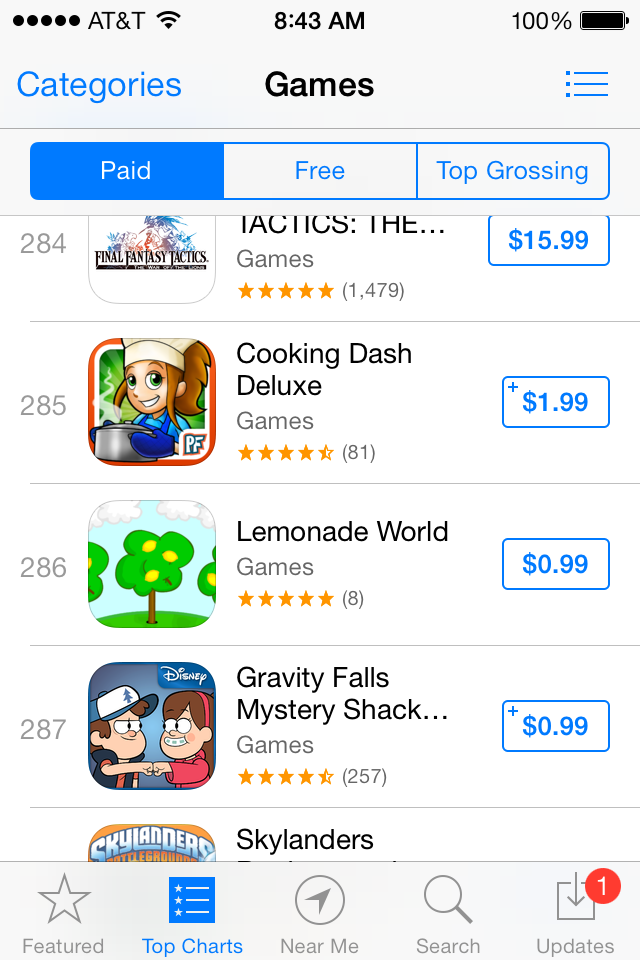 AT&T 8:43 AM 100%
Categories Games
Paid Free Top Grossing
284
FINAL FANTASY TACTICS
THE WAR OF THE LIONS
TACTICS: THE...
Games
(1,479)
$15.99
285
PF
Cooking Dash
Deluxe
Games
(81)
+ $1.99
286
Lemonade World
Games
(8)
$0.99
287
Disney
Gravity Falls
Mystery Shack...
Games
(257)
+ $0.99
SKYLANDERS
BATTLEGROUNDS
Skylanders
Featured Top Charts Near Me Search Updates
1